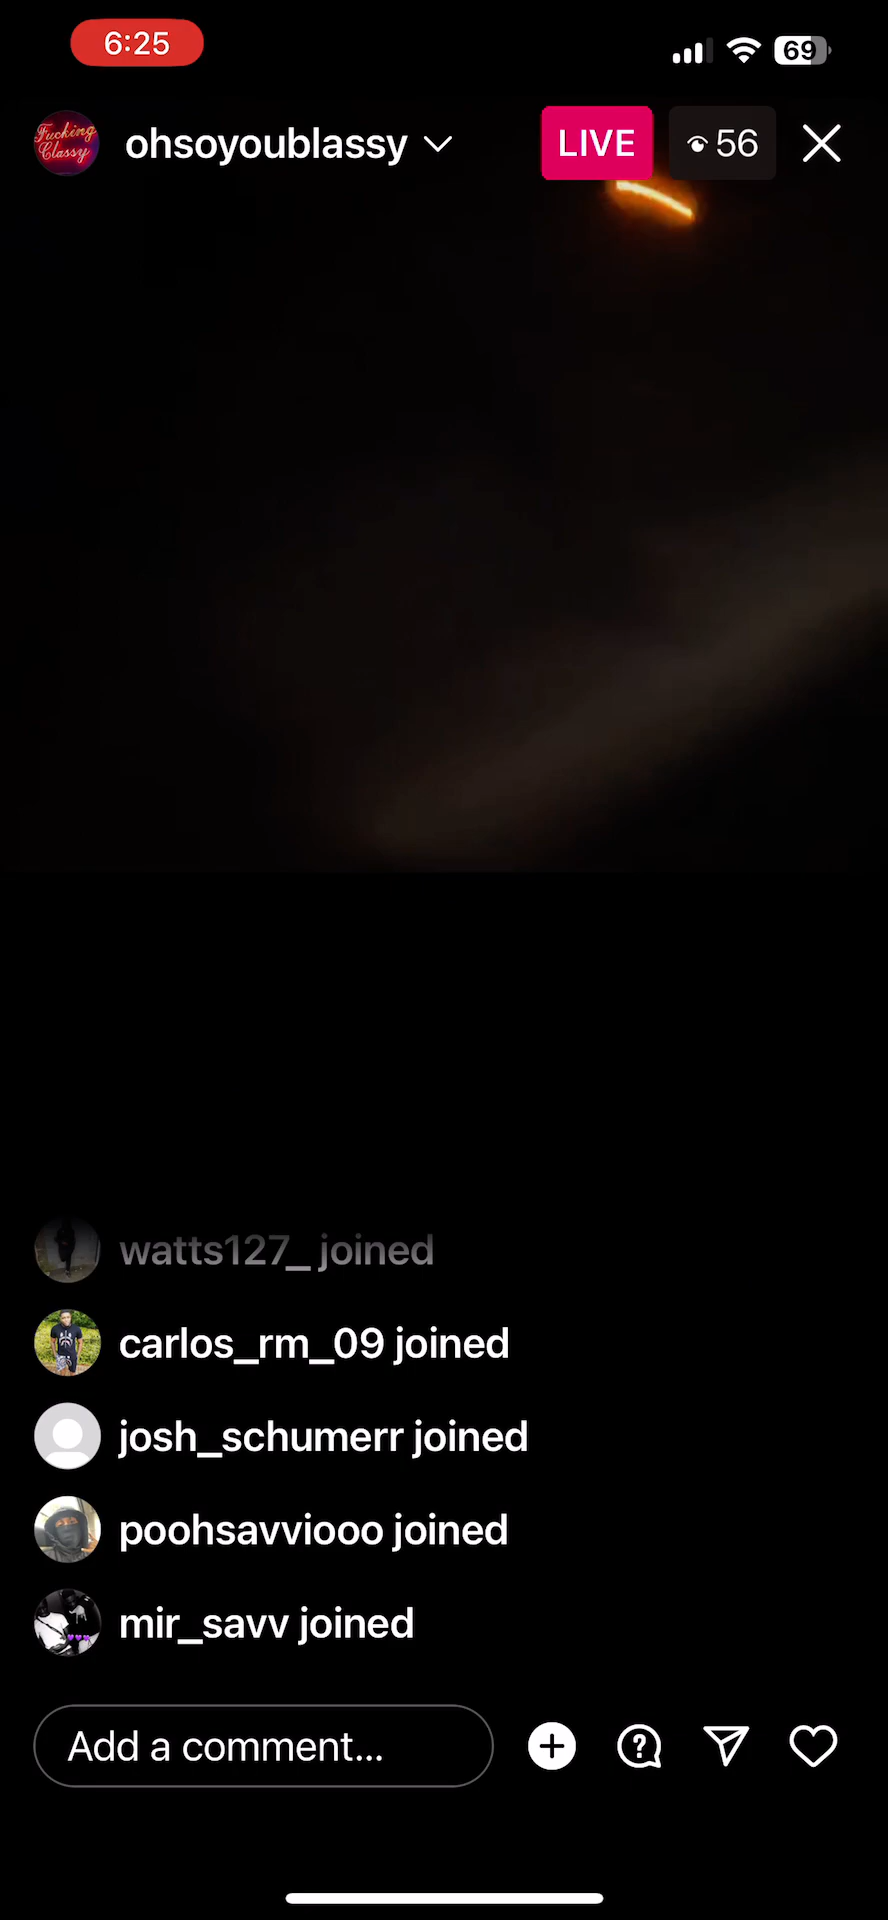 6:25
69
Fucking
Classy
ohsoyoublassy
LIVE
56
watts127_ joined
carlos_rm_09 joined
josh_schumerr joined
poohsavviooo joined
mir_savv joined
Add a comment...